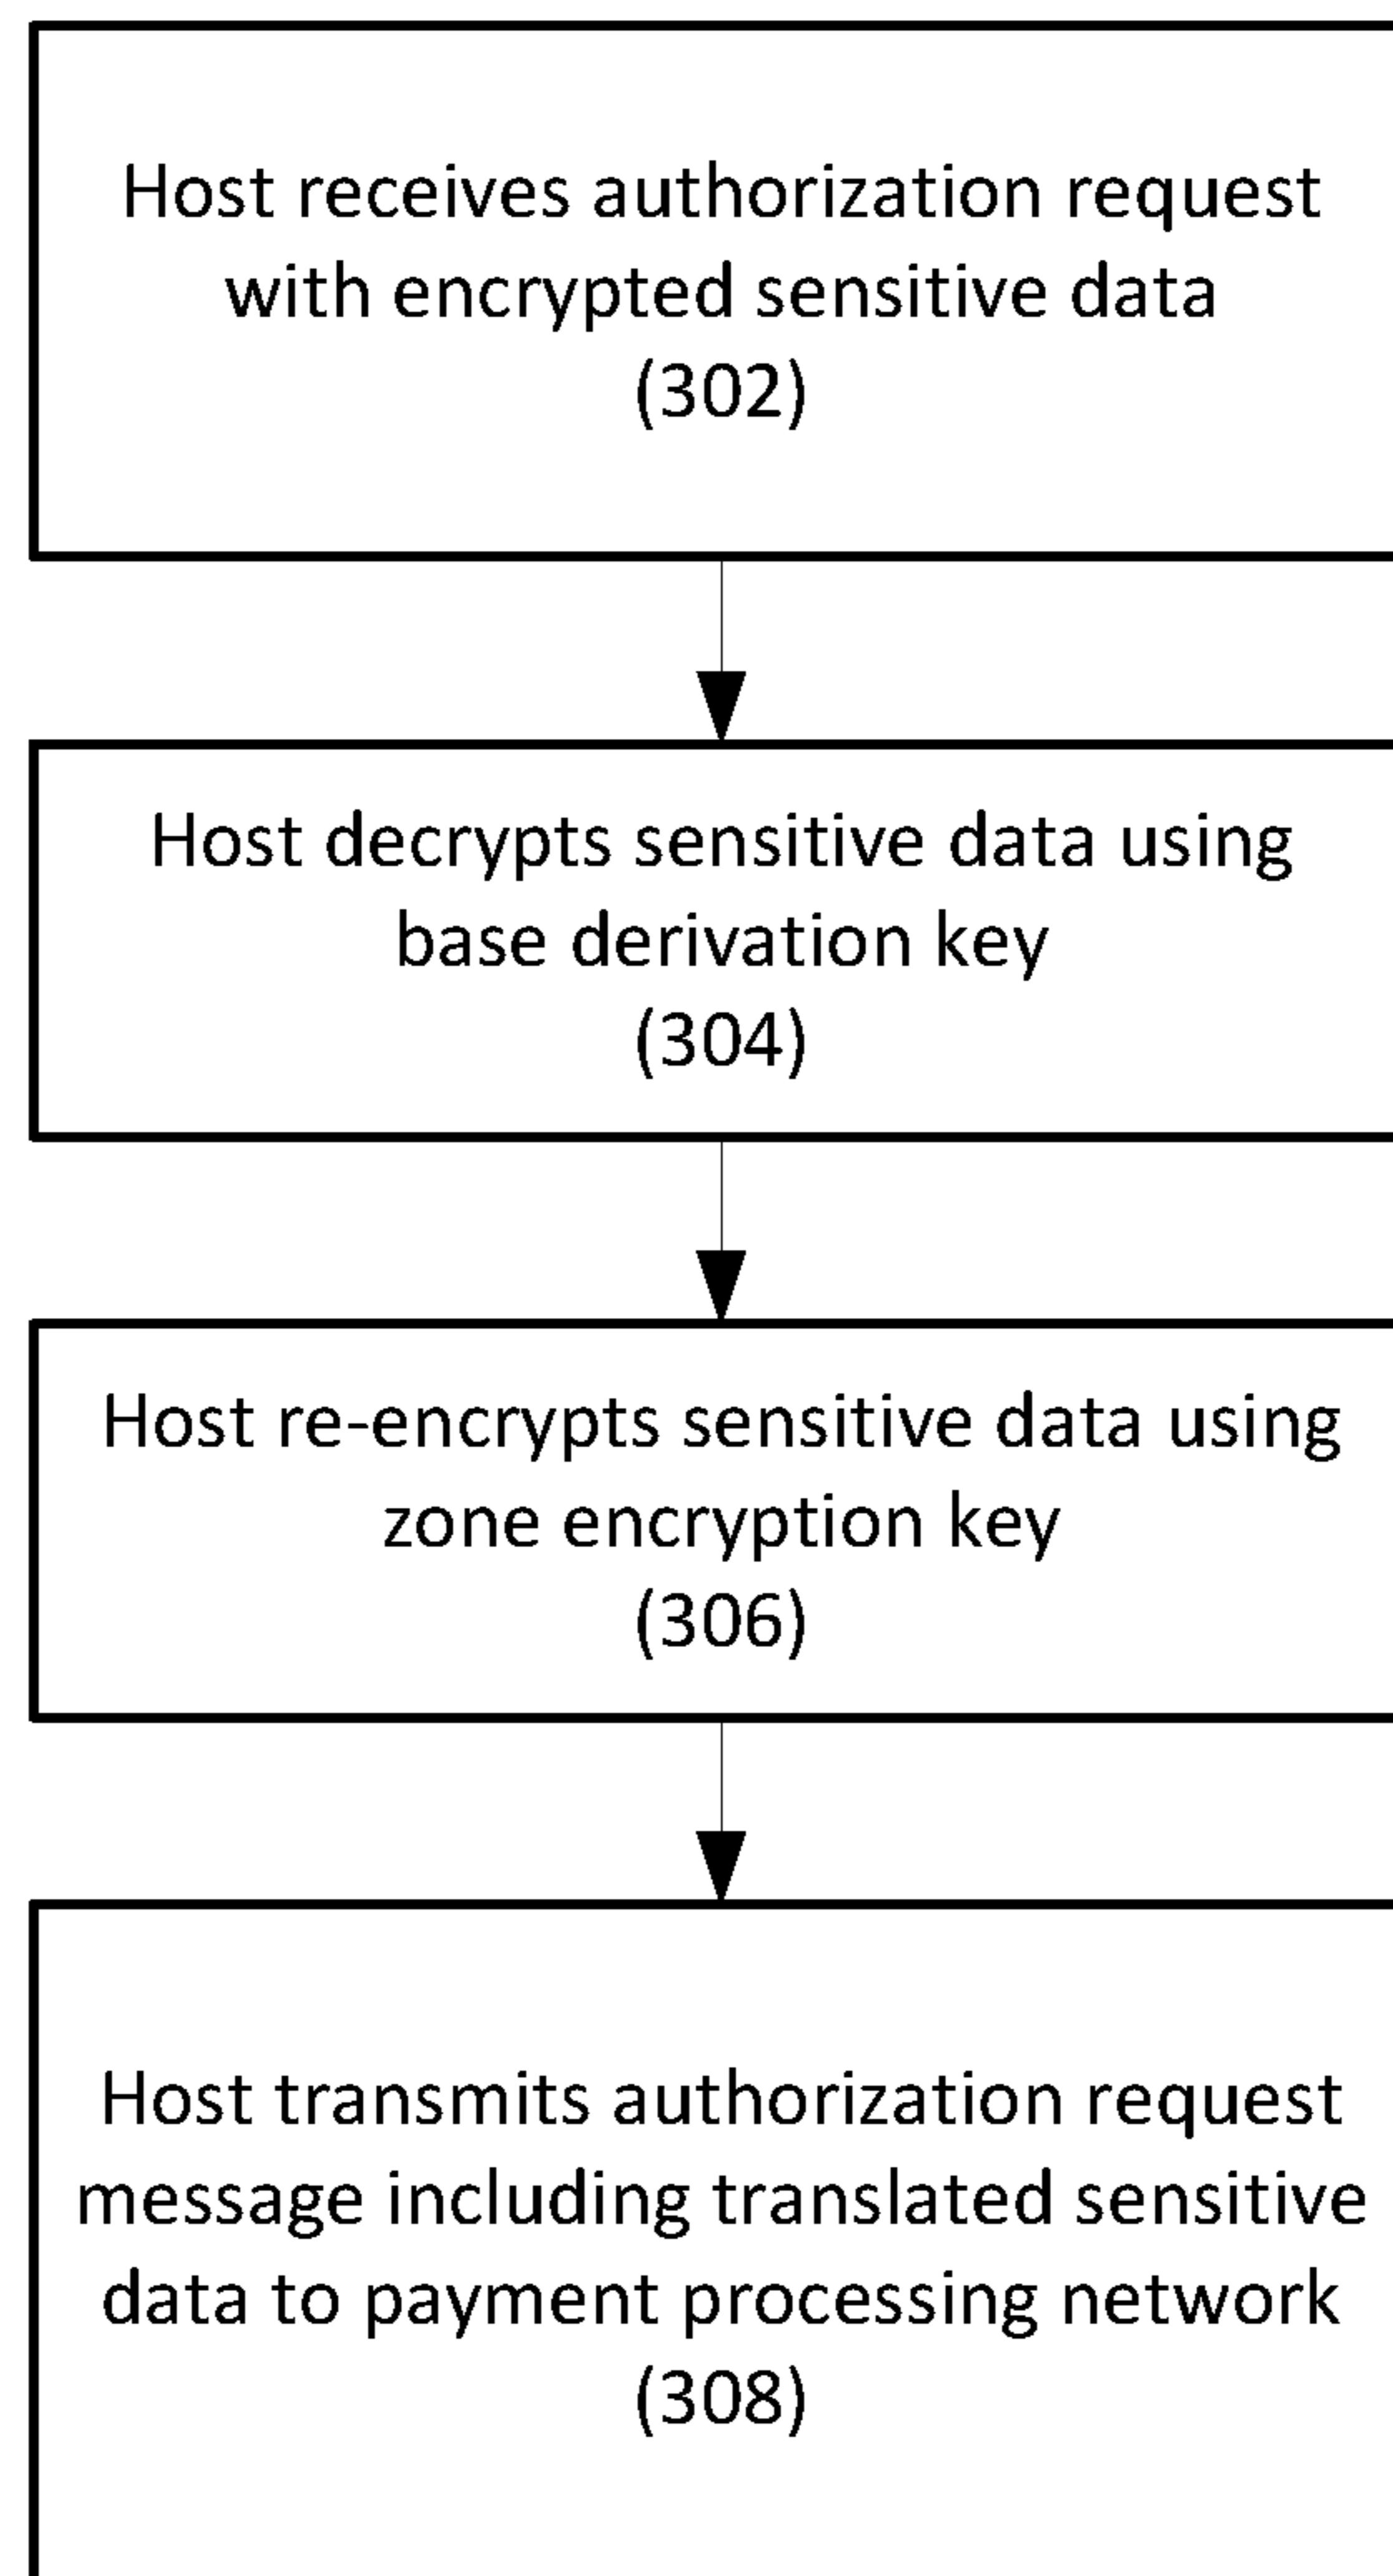 Host receives authorization request
with encrypted sensitive data
(302)
Host decrypts sensitive data using
base derivation key
(304)
Host re-encrypts sensitive data using
zone encryption key
(306)
Host transmits authorization request
message including translated sensitive
data to payment processing network
(308)